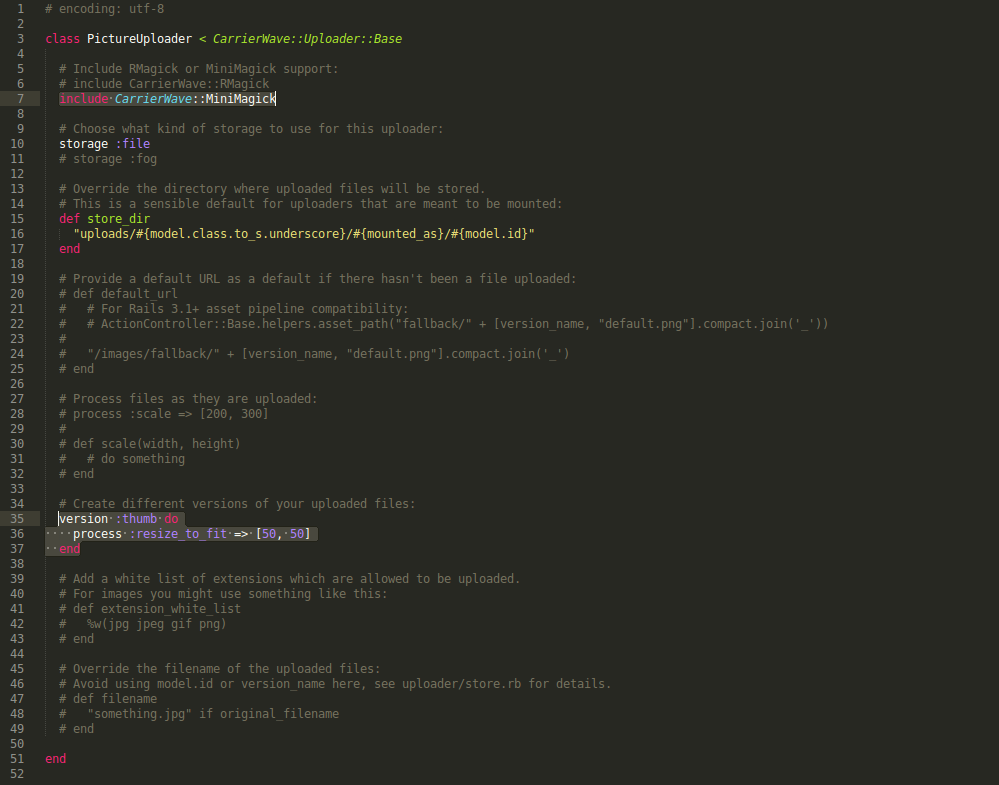 1 # encoding: utf-8
2
3 class PictureUploader < CarrierWave::Uploader::Base
4
5   # Include RMagick or MiniMagick support:
6   # include CarrierWave::RMagick
7   include CarrierWave::MiniMagick
8
9   # Choose what kind of storage to use for this uploader:
10   storage :file
11   # storage :fog
12
13   # Override the directory where uploaded files will be stored.
14   # This is a sensible default for uploaders that are meant to be mounted:
15   def store_dir
16     "uploads/#{model.class.to_s.underscore}/#{mounted_as}/#{model.id}"
17   end
18
19   # Provide a default URL as a default if there hasn't been a file uploaded:
20   # def default_url
21   #   # For Rails 3.1+ asset pipeline compatibility:
22   #   # ActionController::Base.helpers.asset_path("fallback/" + [version_name, "default.png"].compact.join('_'))
23   #
24   #   "/images/fallback/" + [version_name, "default.png"].compact.join('_')
25   # end
26
27   # Process files as they are uploaded:
28   # process :scale => [200, 300]
29   #
30   # def scale(width, height)
31   #   # do something
32   # end
33
34   # Create different versions of your uploaded files:
35   version :thumb do
36     process :resize_to_fit => [50, 50]
37   end
38
39   # Add a white list of extensions which are allowed to be uploaded.
40   # For images you might use something like this:
41   # def extension_white_list
42   #   %w(jpg jpeg gif png)
43   # end
44
45   # Override the filename of the uploaded files:
46   # Avoid using model.id or version_name here, see uploader/store.rb for details.
47   # def filename
48   #   "something.jpg" if original_filename
49   # end
50
51 end
52